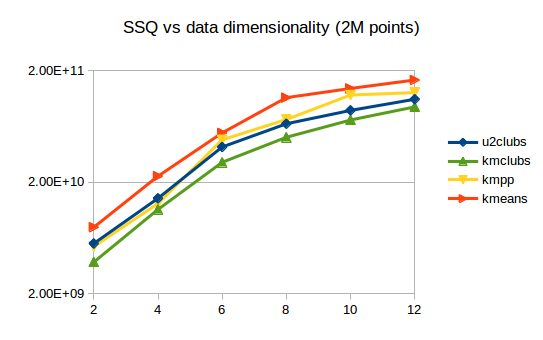 SSQ vs data dimensionality (2M points)
2.00E+11
2.00E+10
2.00E+09
2 4 6 8 10 12
u2clubs
kmclubs
kmpp
kmeans